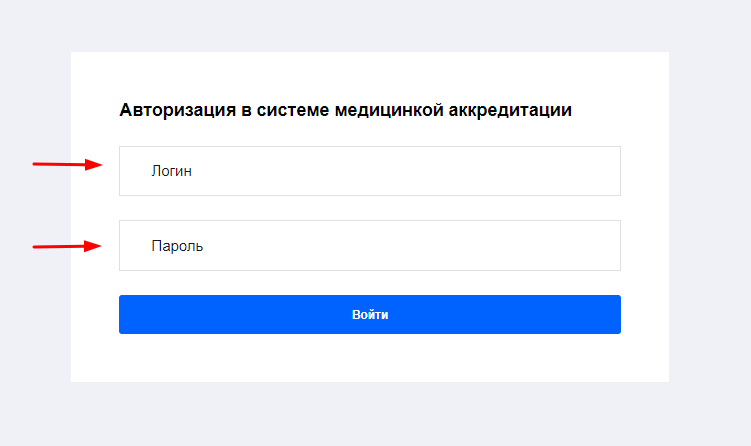 Авторизация в системе медицинкой аккредитации
Логин
Пароль
Войти